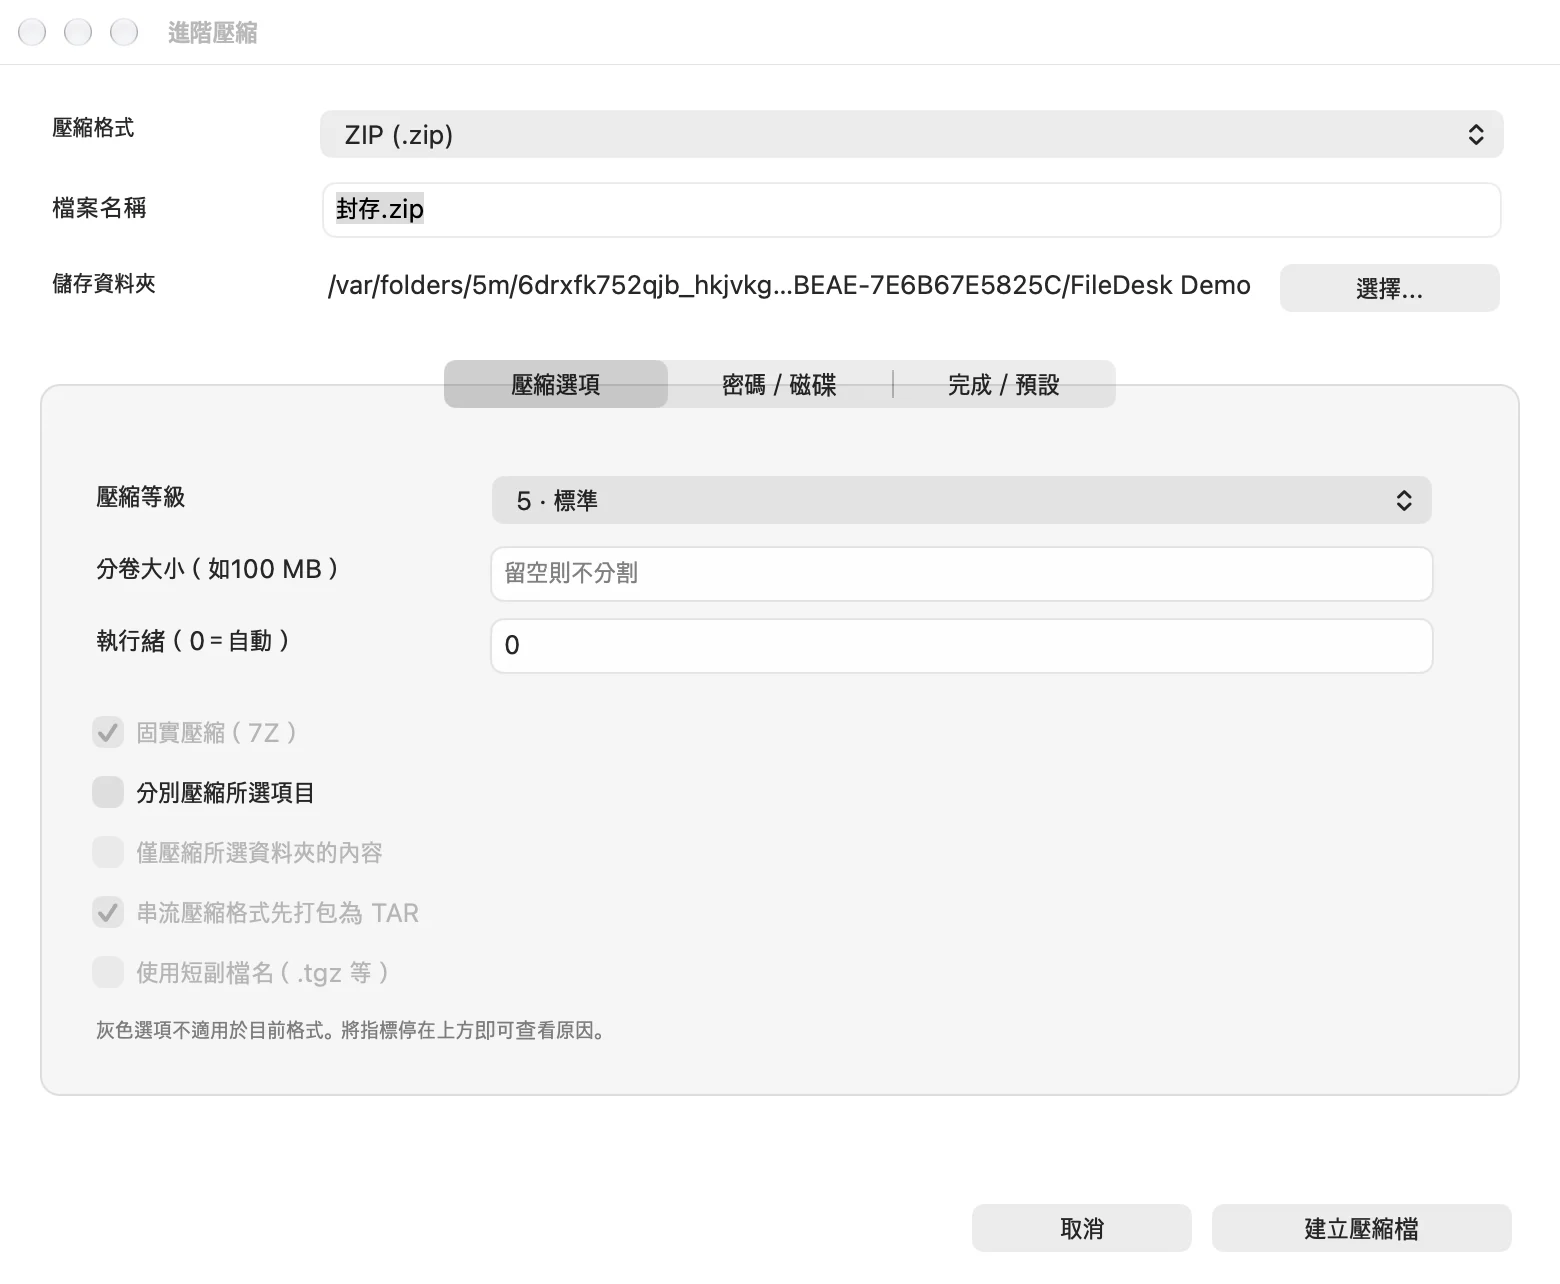 進階壓縮
壓縮格式
ZIP (.zip)
檔案名稱
封存.zip
儲存資料夾
/var/folders/5m/6drxfk752qjb_hkjvkg...BEAE-7E6B67E5825C/FileDesk Demo
選擇...
壓縮選項
密碼 / 磁碟
完成 / 預設
壓縮等級
5 · 標準
分卷大小（如100 MB）
留空則不分割
執行緒（0＝自動）
0
固實壓縮（7Z）
分別壓縮所選項目
僅壓縮所選資料夾的內容
串流壓縮格式先打包為 TAR
使用短副檔名（.tgz 等）
灰色選項不適用於目前格式。將指標停在上方即可查看原因。
取消
建立壓縮檔